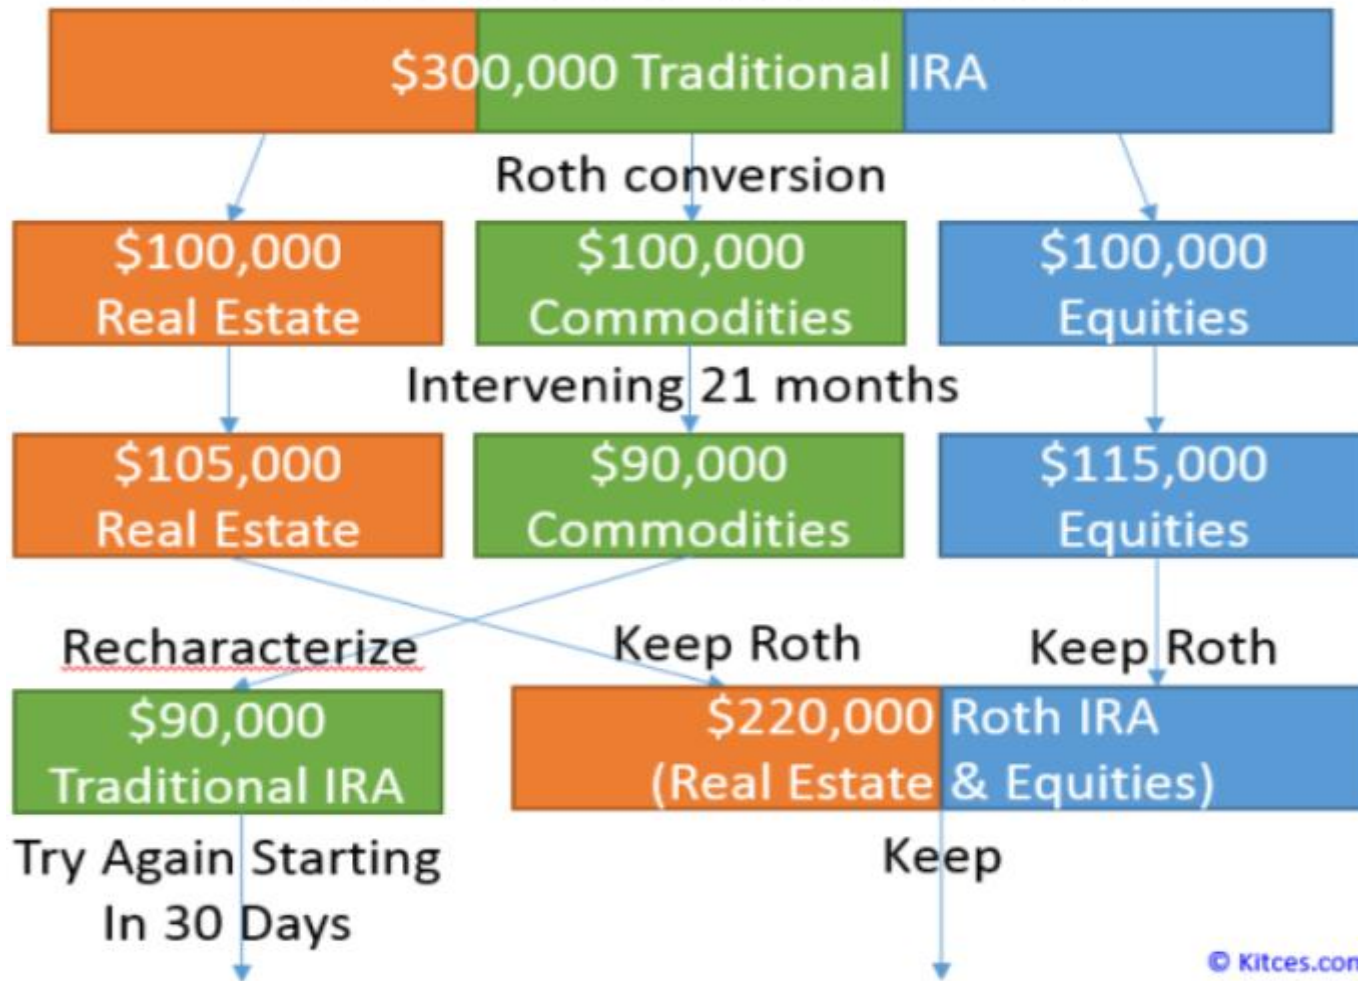 $300,000 Traditional IRA
Roth conversion
$100,000
Real Estate
$100,000
Commodities
$100,000
Equities
Intervening 21 months
$105,000
Real Estate
$90,000
Commodities
$115,000
Equities
Recharacterize
Keep Roth
Keep Roth
$90,000
Traditional IRA
$220,000 Roth IRA
(Real Estate & Equities)
Try Again Starting
In 30 Days
Keep
© Kitces.com